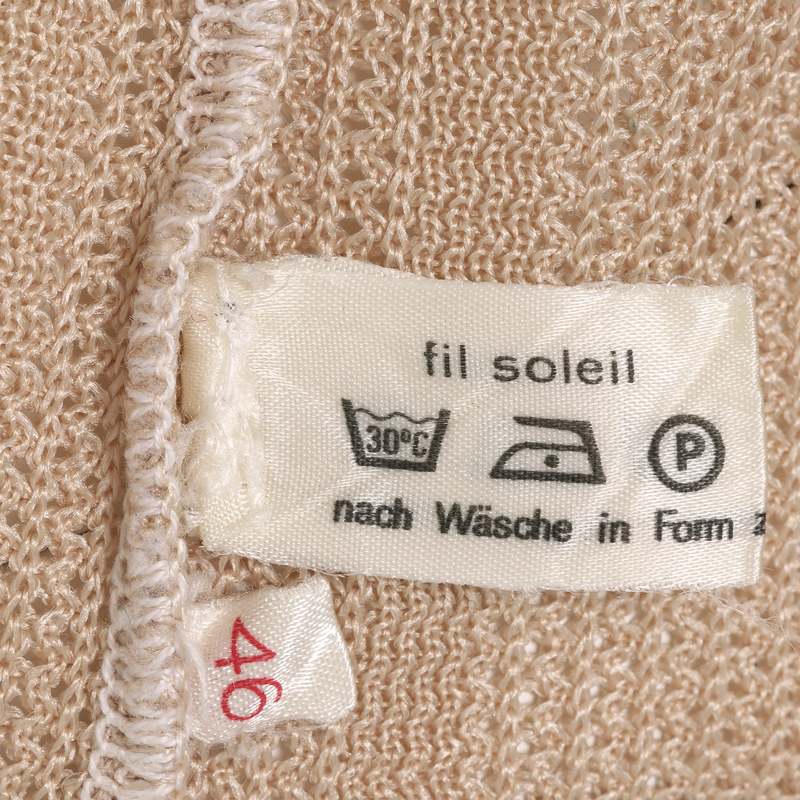 fil soleil
30°C
P
nach Wäsche in Form
46